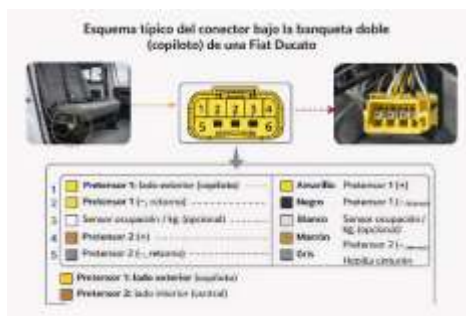 Esquema típico del conector bajo la banqueta doble
(copiloto) de una Fiat Ducato
1 2 2 3 4
5 6
1 Pretensor 1: lado exterior (copiloto)
2 Pretensor 1 (–, retorno)
3 Sensor ocupación / kg. (opcional)
4 Pretensor 2 (+)
5 Pretensor 2 (–, retorno)
Amarillo Pretensor 1 (+)
Negro Pretensor 1 (–,
Blanco Sensor ocupación /
kg. (opcional)
Marrón Pretensor 2 (–,
Gris Hebilla cinturón
Pretensor 1: lado exterior (copiloto)
Pretensor 2: lado interior (central)